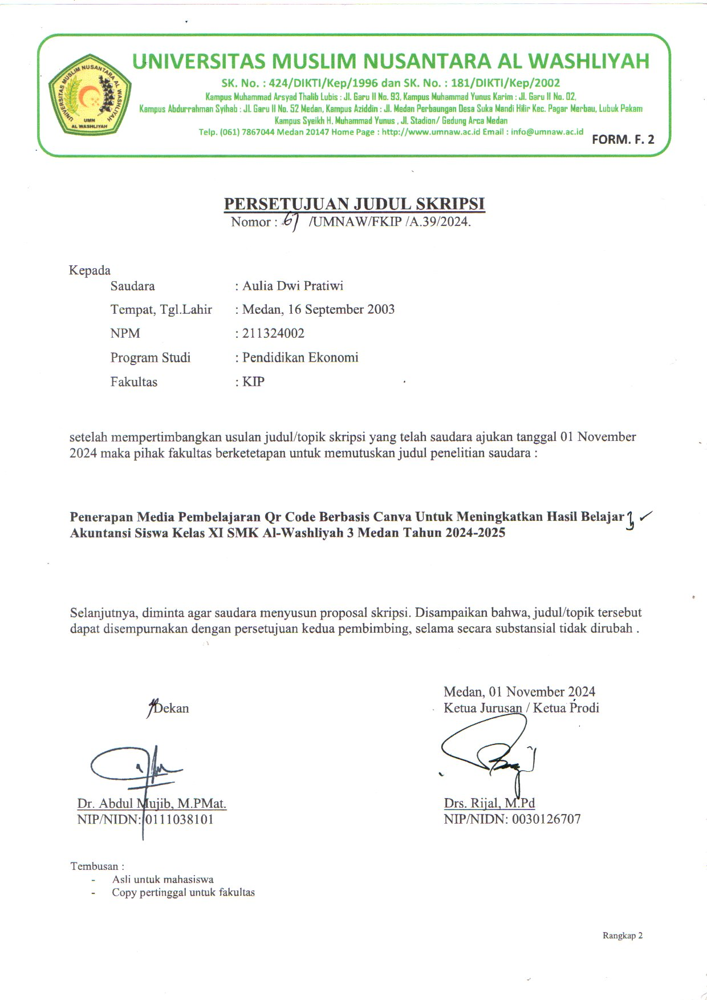 UNIVERSITAS MUSLIM NUSANTARA AL WASHLIYAH
SK. No. : 424/DIKTI/Kep/1996 dan SK. No. : 181/DIKTI/Kep/2002
Kampus Muhammad Arsyad Thalib Lubis : Jl. Garu II No. 93, Kampus Muhammad Yunus Karim : Jl. Garu II No. 02,
Kampus Abdurrahman Syihab : Jl. Garu II No. 52 Medan, Kampus Aziddin : Jl. Medan Perbaungan Desa Suka Mandi Hilir Kec. Pagar Merbau, Lubuk Pakam
Kampus Syeikh H. Muhammad Yunus , Jl. Stadion/ Gedung Arca Medan
Telp. (061) 7867044 Medan 20147 Home Page : http://www.umnaw.ac.id Email : info@umnaw.ac.id
FORM. F. 2
UNIVERSITAS MUSLIM NUSANTARA AL WASHLIYAH
UMN
AL WASHLIYAH
PERSETUJUAN JUDUL SKRIPSI
Nomor : /UMNAW/FKIP /A.39/2024.
Kepada
Saudara : Aulia Dwi Pratiwi
Tempat, Tgl.Lahir : Medan, 16 September 2003
NPM : 211324002
Program Studi : Pendidikan Ekonomi
Fakultas : KIP
setelah mempertimbangkan usulan judul/topik skripsi yang telah saudara ajukan tanggal 01 November
2024 maka pihak fakultas berketetapan untuk memutuskan judul penelitian saudara :
Penerapan Media Pembelajaran Qr Code Berbasis Canva Untuk Meningkatkan Hasil Belajar
Akuntansi Siswa Kelas XI SMK Al-Washliyah 3 Medan Tahun 2024-2025
Selanjutnya, diminta agar saudara menyusun proposal skripsi. Disampaikan bahwa, judul/topik tersebut
dapat disempurnakan dengan persetujuan kedua pembimbing, selama secara substansial tidak dirubah .
Medan, 01 November 2024
Dekan
Ketua Jurusan / Ketua Prodi
Dr. Abdul Mujib, M.PMat.
NIP/NIDN: 0111038101
Drs. Rijal, M.Pd
NIP/NIDN: 0030126707
Tembusan :
- Asli untuk mahasiswa
- Copy pertinggal untuk fakultas
Rangkap 2